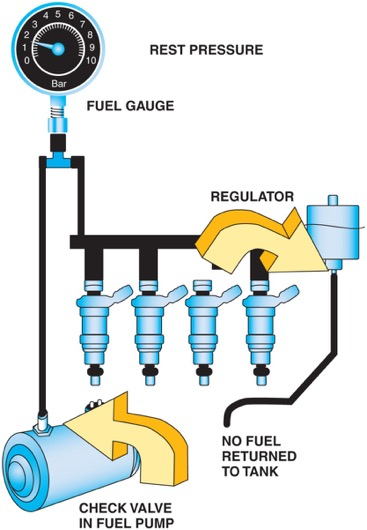 0 1 2 3 4 5 6 7 8 9 10
Bar
REST PRESSURE
FUEL GAUGE
REGULATOR
NO FUEL
RETURNED
TO TANK
CHECK VALVE
IN FUEL PUMP